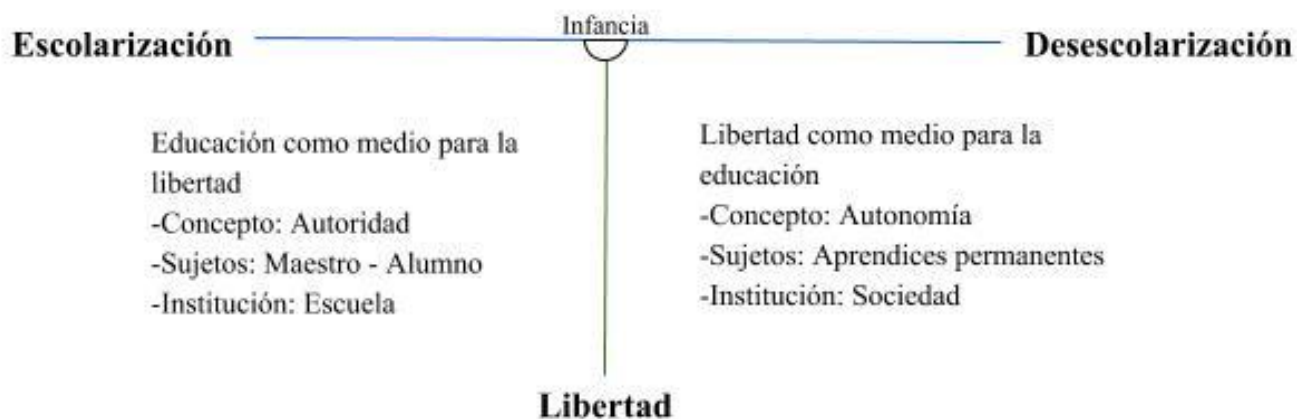 Infancia
Escolarización
Desescolarización
Educación como medio para la
libertad
-Concepto: Autoridad
-Sujetos: Maestro - Alumno
-Institución: Escuela
Libertad como medio para la
educación
-Concepto: Autonomía
-Sujetos: Aprendices permanentes
-Institución: Sociedad
Libertad